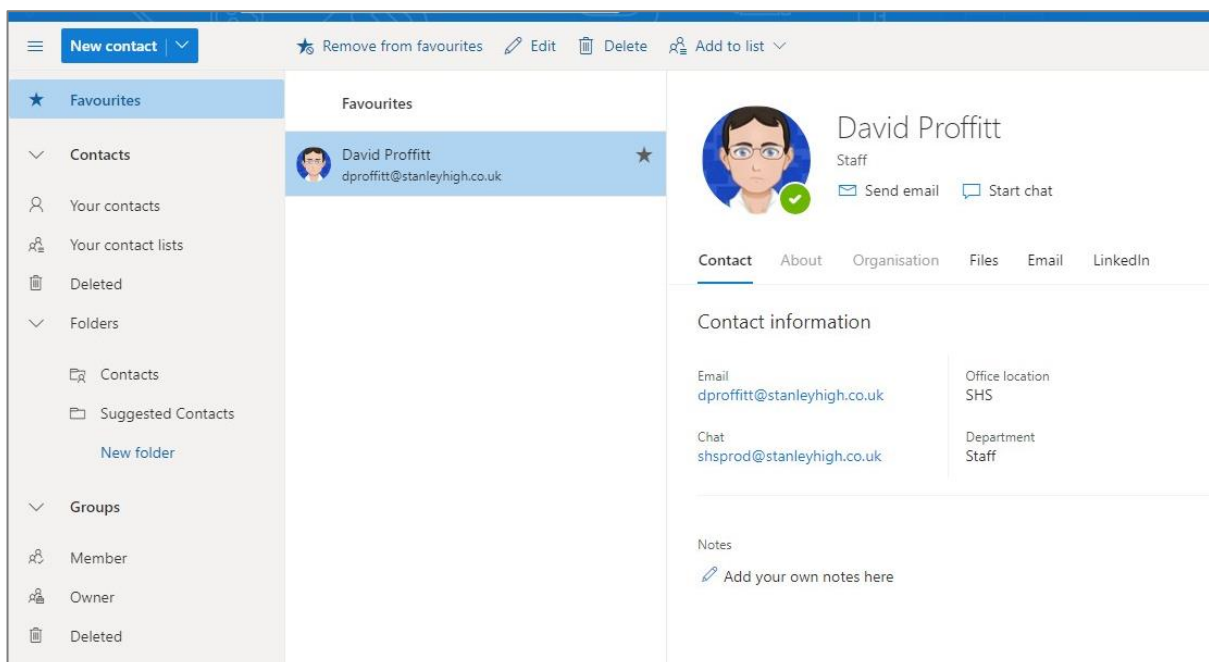 New contact
Remove from favourites Edit Delete Add to list
Favourites
Contacts
Your contacts
Your contact lists
Deleted
Folders
Contacts
Suggested Contacts
New folder
Groups
Member
Owner
Deleted
Favourites
David Proffitt
dproffitt@stanleyhigh.co.uk
David Proffitt
Staff
Send email Start chat
Contact About Organisation Files Email LinkedIn
Contact information
Email
dproffitt@stanleyhigh.co.uk
Office location
SHS
Chat
shsprod@stanleyhigh.co.uk
Department
Staff
Notes
Add your own notes here